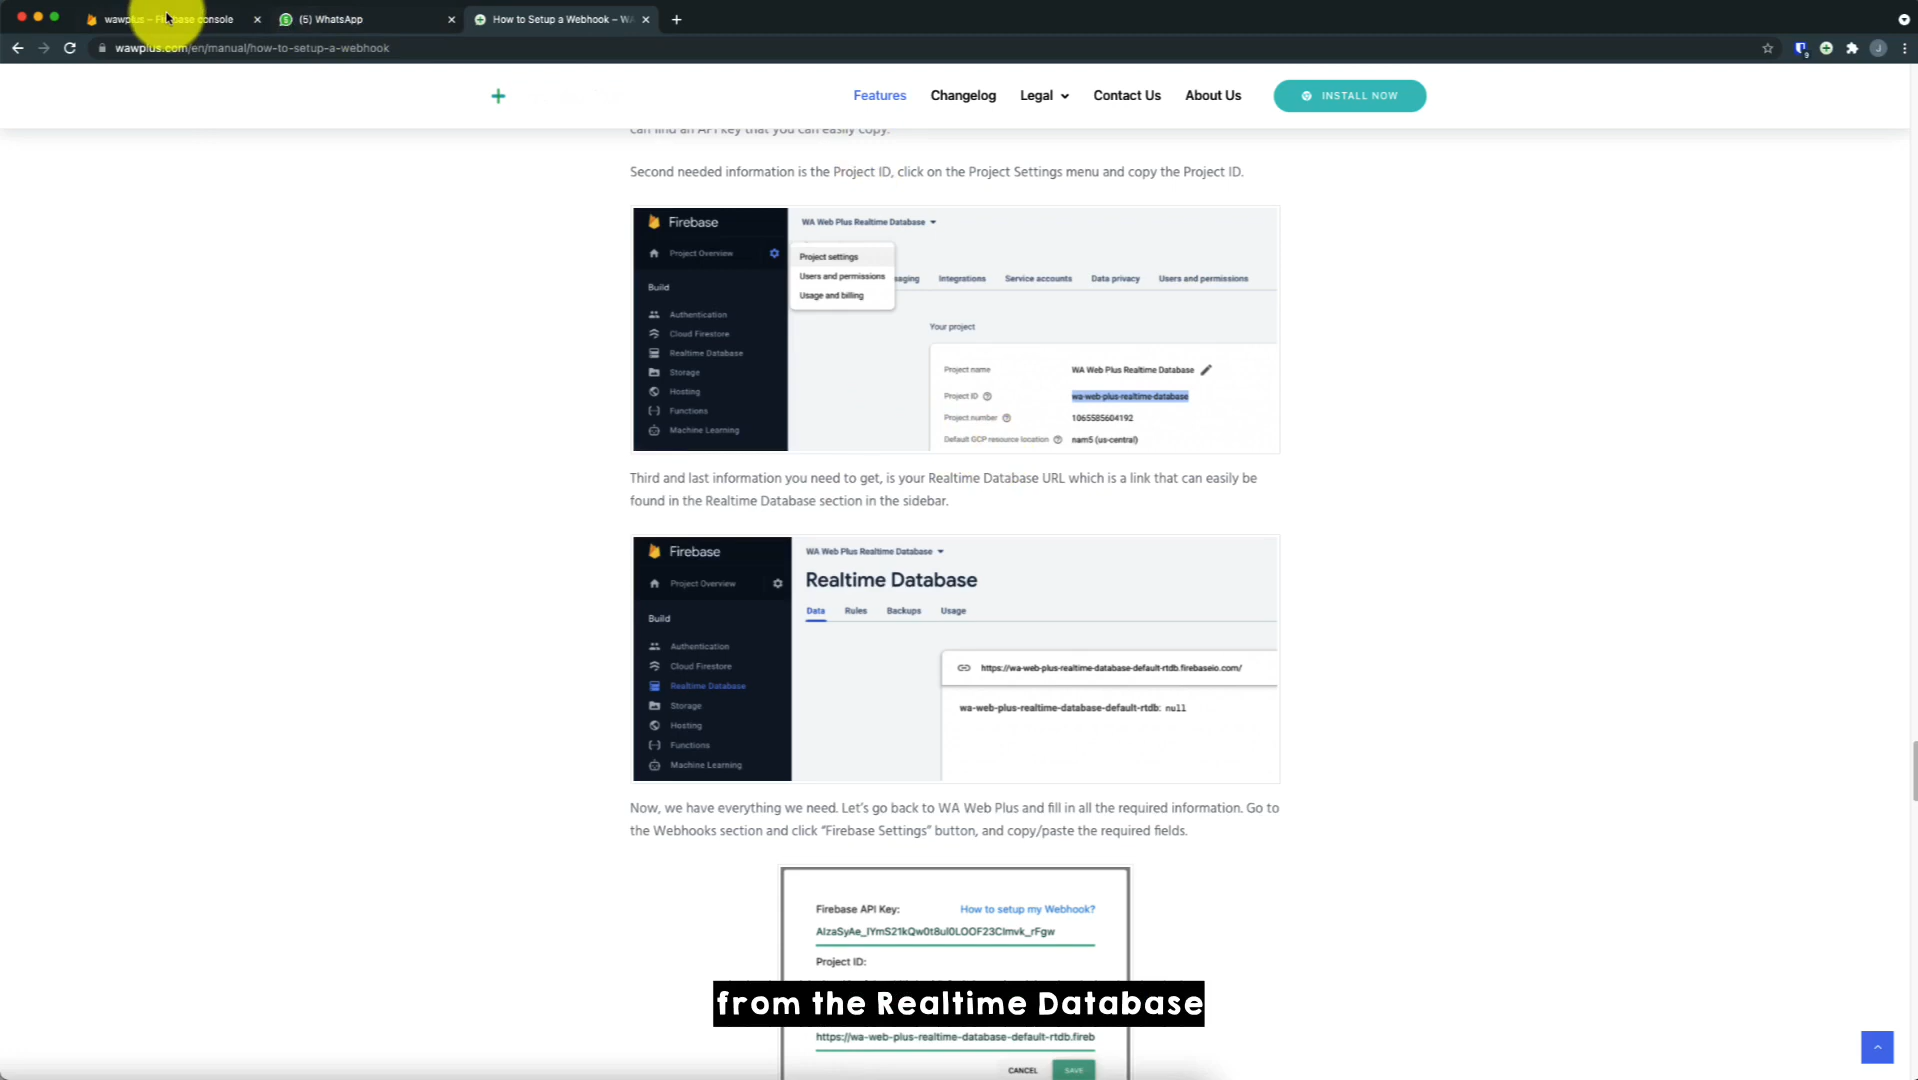 wawplus – Firebase console
(5) WhatsApp
How to Setup a Webhook – WA
wawplus.com/en/manual/how-to-setup-a-webhook
Features
Changelog
Legal
Contact Us
About Us
INSTALL NOW
can find an API key that you can easily copy.
Second needed information is the Project ID, click on the Project Settings menu and copy the Project ID.
Firebase
WA Web Plus Realtime Database
Project Overview
Project settings
Users and permissions
Usage and billing
saging
Integrations
Service accounts
Data privacy
Users and permissions
Build
Authentication
Cloud Firestore
Realtime Database
Storage
Hosting
Functions
Machine Learning
Your project
Project name
WA Web Plus Realtime Database
Project ID
wa-web-plus-realtime-database
Project number
1065585604192
Default GCP resource location
nam5 (us-central)
Third and last information you need to get, is your Realtime Database URL which is a link that can easily be
found in the Realtime Database section in the sidebar.
Firebase
WA Web Plus Realtime Database
Project Overview
Realtime Database
Data
Rules
Backups
Usage
Build
Authentication
Cloud Firestore
Realtime Database
Storage
Hosting
Functions
Machine Learning
https://wa-web-plus-realtime-database-default-rtdb.firebaseio.com/
wa-web-plus-realtime-database-default-rtdb: null
Now, we have everything we need. Let's go back to WA Web Plus and fill in all the required information. Go to
the Webhooks section and click "Firebase Settings" button, and copy/paste the required fields.
Firebase API Key:
How to setup my Webhook?
AIzaSyAe_IYmS21kQw0t8ul0LOOF23CImvk_rFgw
Project ID:
from the Realtime Database
https://wa-web-plus-realtime-database-default-rtdb.fireb
CANCEL
SAVE